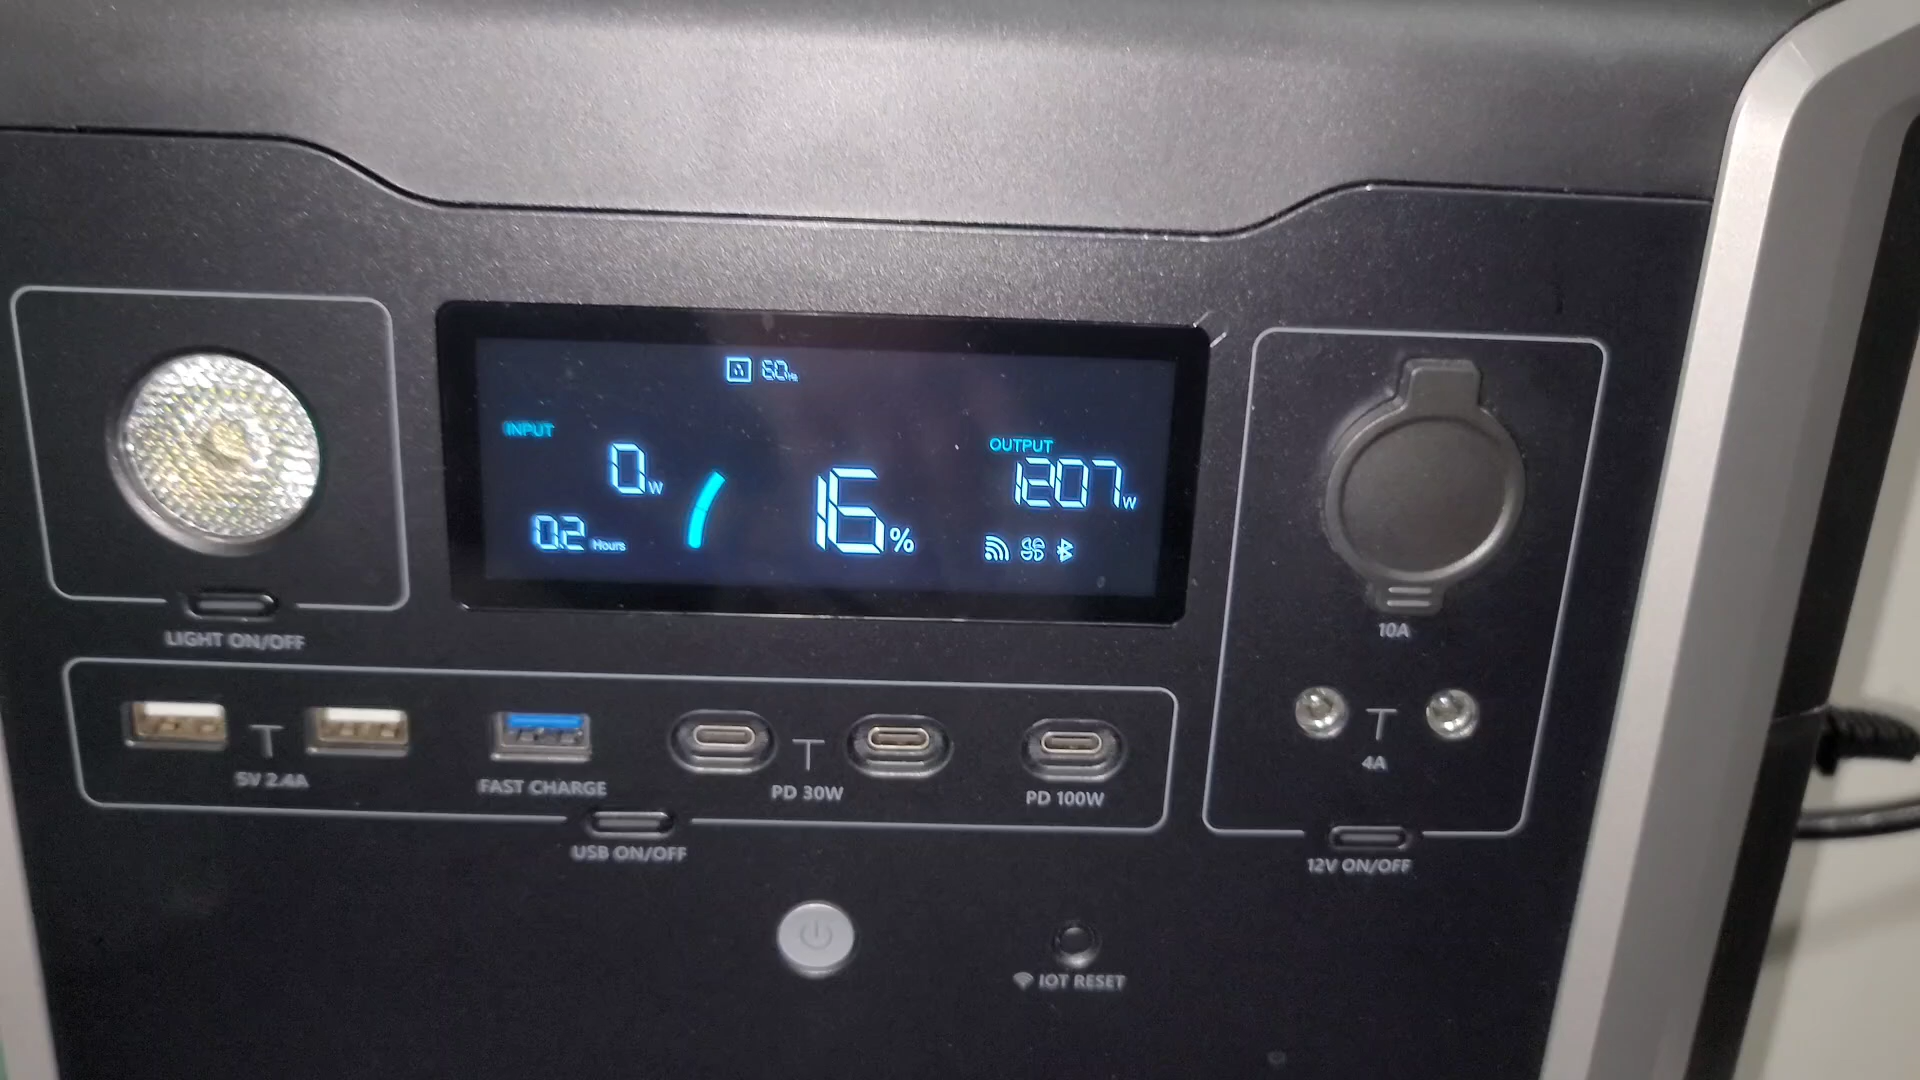 60Hz
INPUT
0W
0.2 Hours
16%
OUTPUT
1207W
LIGHT ON/OFF
10A
4A
12V ON/OFF
5V 2.4A
FAST CHARGE
PD 30W
PD 100W
USB ON/OFF
IOT RESET